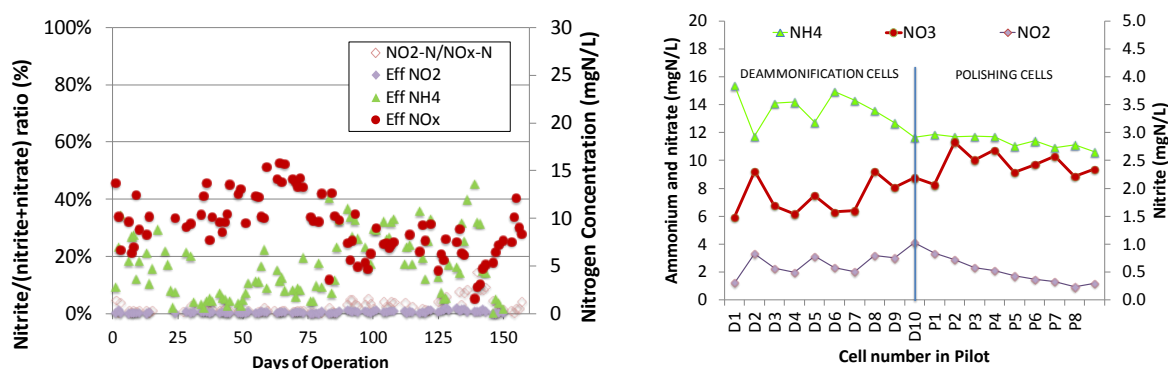 100%
80%
60%
40%
20%
0%
Nitrite/(nitrite+nitrate) ratio (%)
30
25
20
15
10
5
0
Nitrogen Concentration (mgN/L)
NO2-N/NOx-N
Eff NO2
Eff NH4
Eff NOx
0 25 50 75 100 125 150
Days of Operation
20
18
16
14
12
10
8
6
4
2
0
Ammonium and nitrate (mgN/L)
5.0
4.5
4.0
3.5
3.0
2.5
2.0
1.5
1.0
0.5
0.0
Nitrite (mgN/L)
NH4 NO3 NO2
DEAMMONIFICATION CELLS POLISHING CELLS
D1 D2 D3 D4 D5 D6 D7 D8 D9 D10 P1 P2 P3 P4 P5 P6 P7 P8
Cell number in Pilot